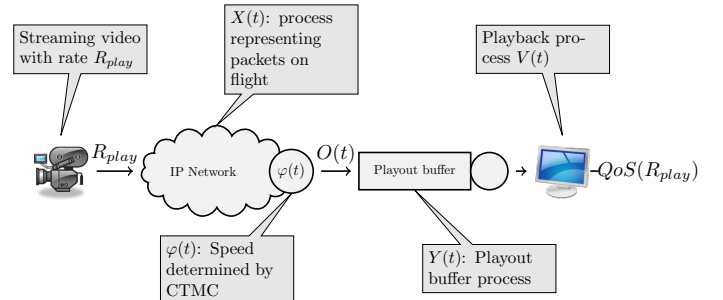 X(t): process
representing
packets on
flight
Streaming video
with rate R_play
Playback pro-
cess V(t)
R_play
IP Network
φ(t)
O(t)
Playout buffer
QoS(R_play)
φ(t): Speed
determined by
CTMC
Y(t): Playout
buffer process